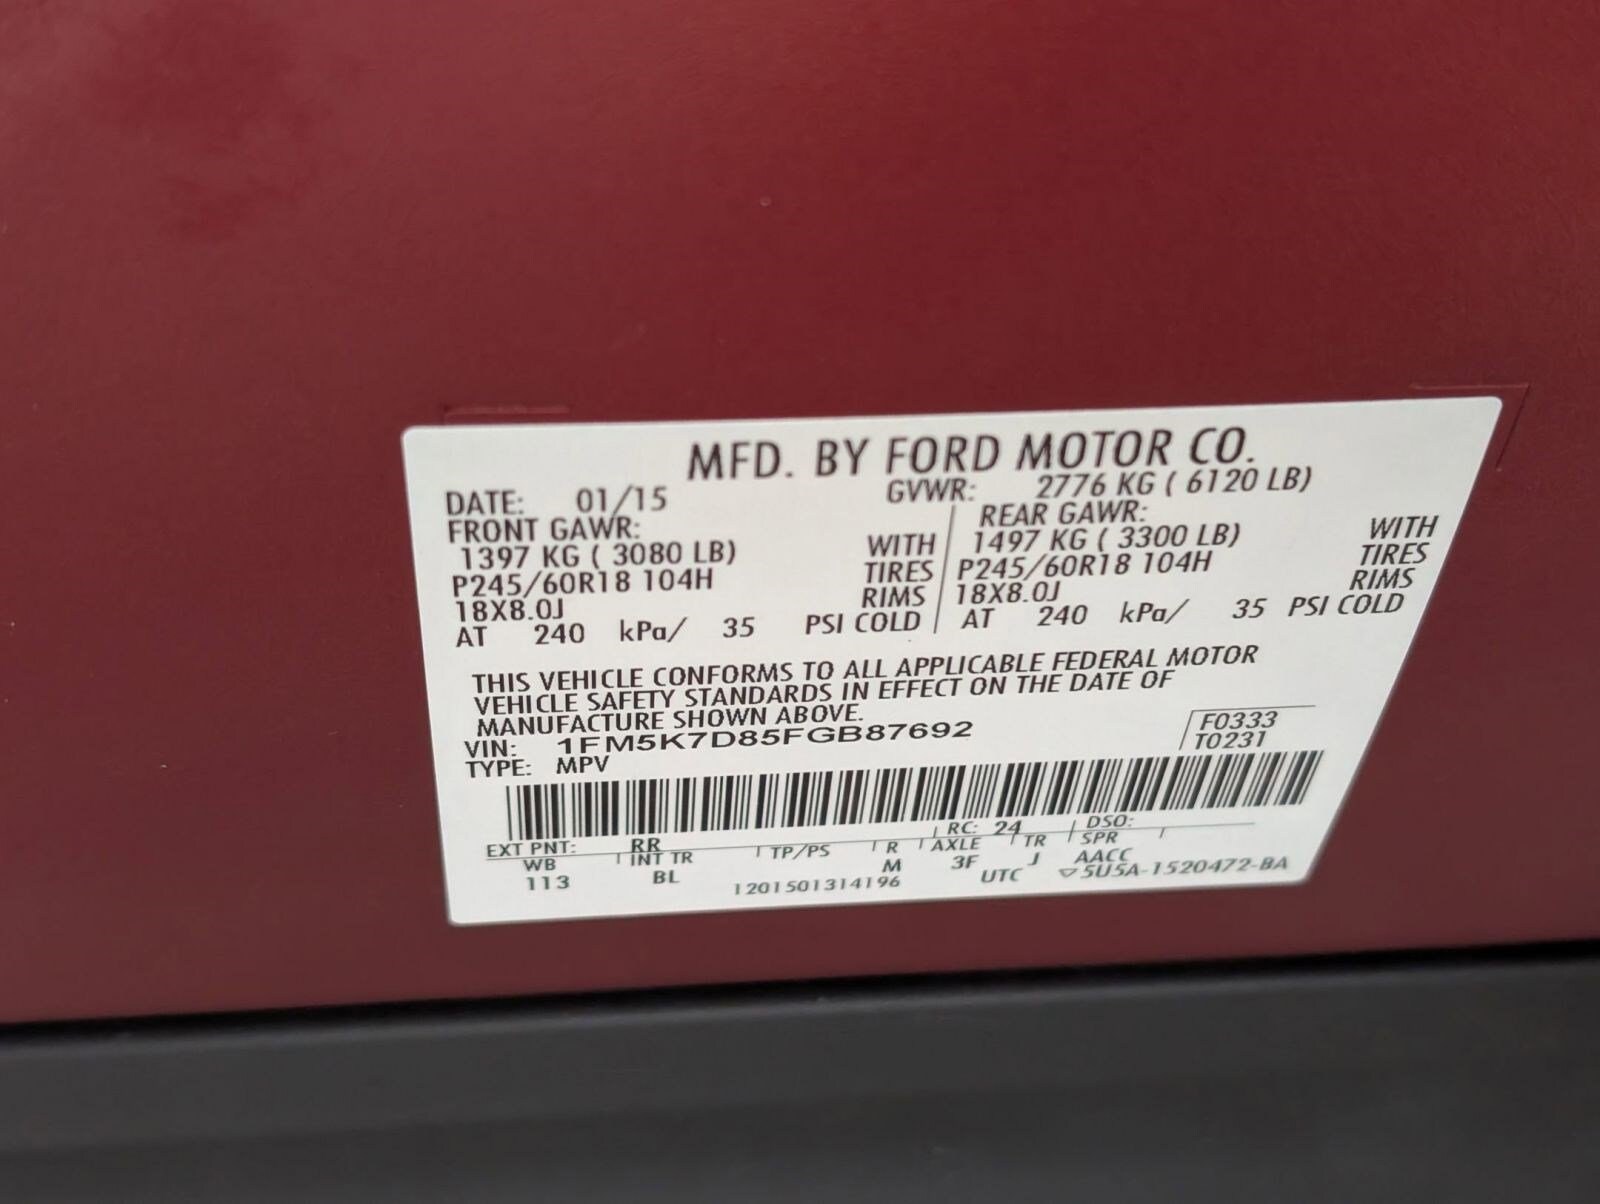 MFD. BY FORD MOTOR CO.
DATE: 01/15 GVWR: 2776 KG ( 6120 LB)
FRONT GAWR: REAR GAWR:
1397 KG ( 3080 LB) WITH 1497 KG ( 3300 LB) WITH
P245/60R18 104H TIRES P245/60R18 104H TIRES
18X8.0J RIMS 18X8.0J RIMS
AT 240 kPa/ 35 PSI COLD AT 240 kPa/ 35 PSI COLD
THIS VEHICLE CONFORMS TO ALL APPLICABLE FEDERAL MOTOR
VEHICLE SAFETY STANDARDS IN EFFECT ON THE DATE OF
MANUFACTURE SHOWN ABOVE.
VIN: 1FM5K7D85FGB87692 F0333
TYPE: MPV T0231
EXT PNT: RR RC: 24 DSO:
WB INT TR TP/PS R AXLE TR SPR
113 BL M 3F J AACC
1201501314196 UTC ▽5U5A-1520472-BA